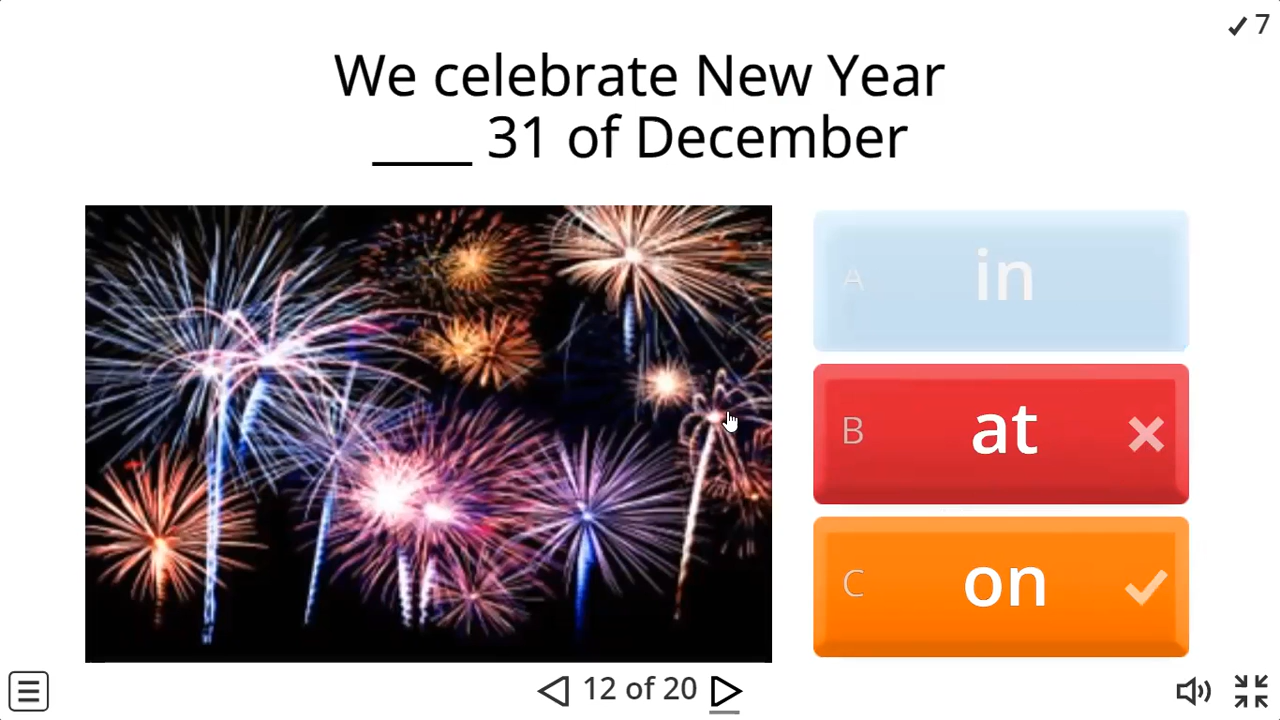 ✓ 7
We celebrate New Year
____ 31 of December
A in
B at
C on
12 of 20